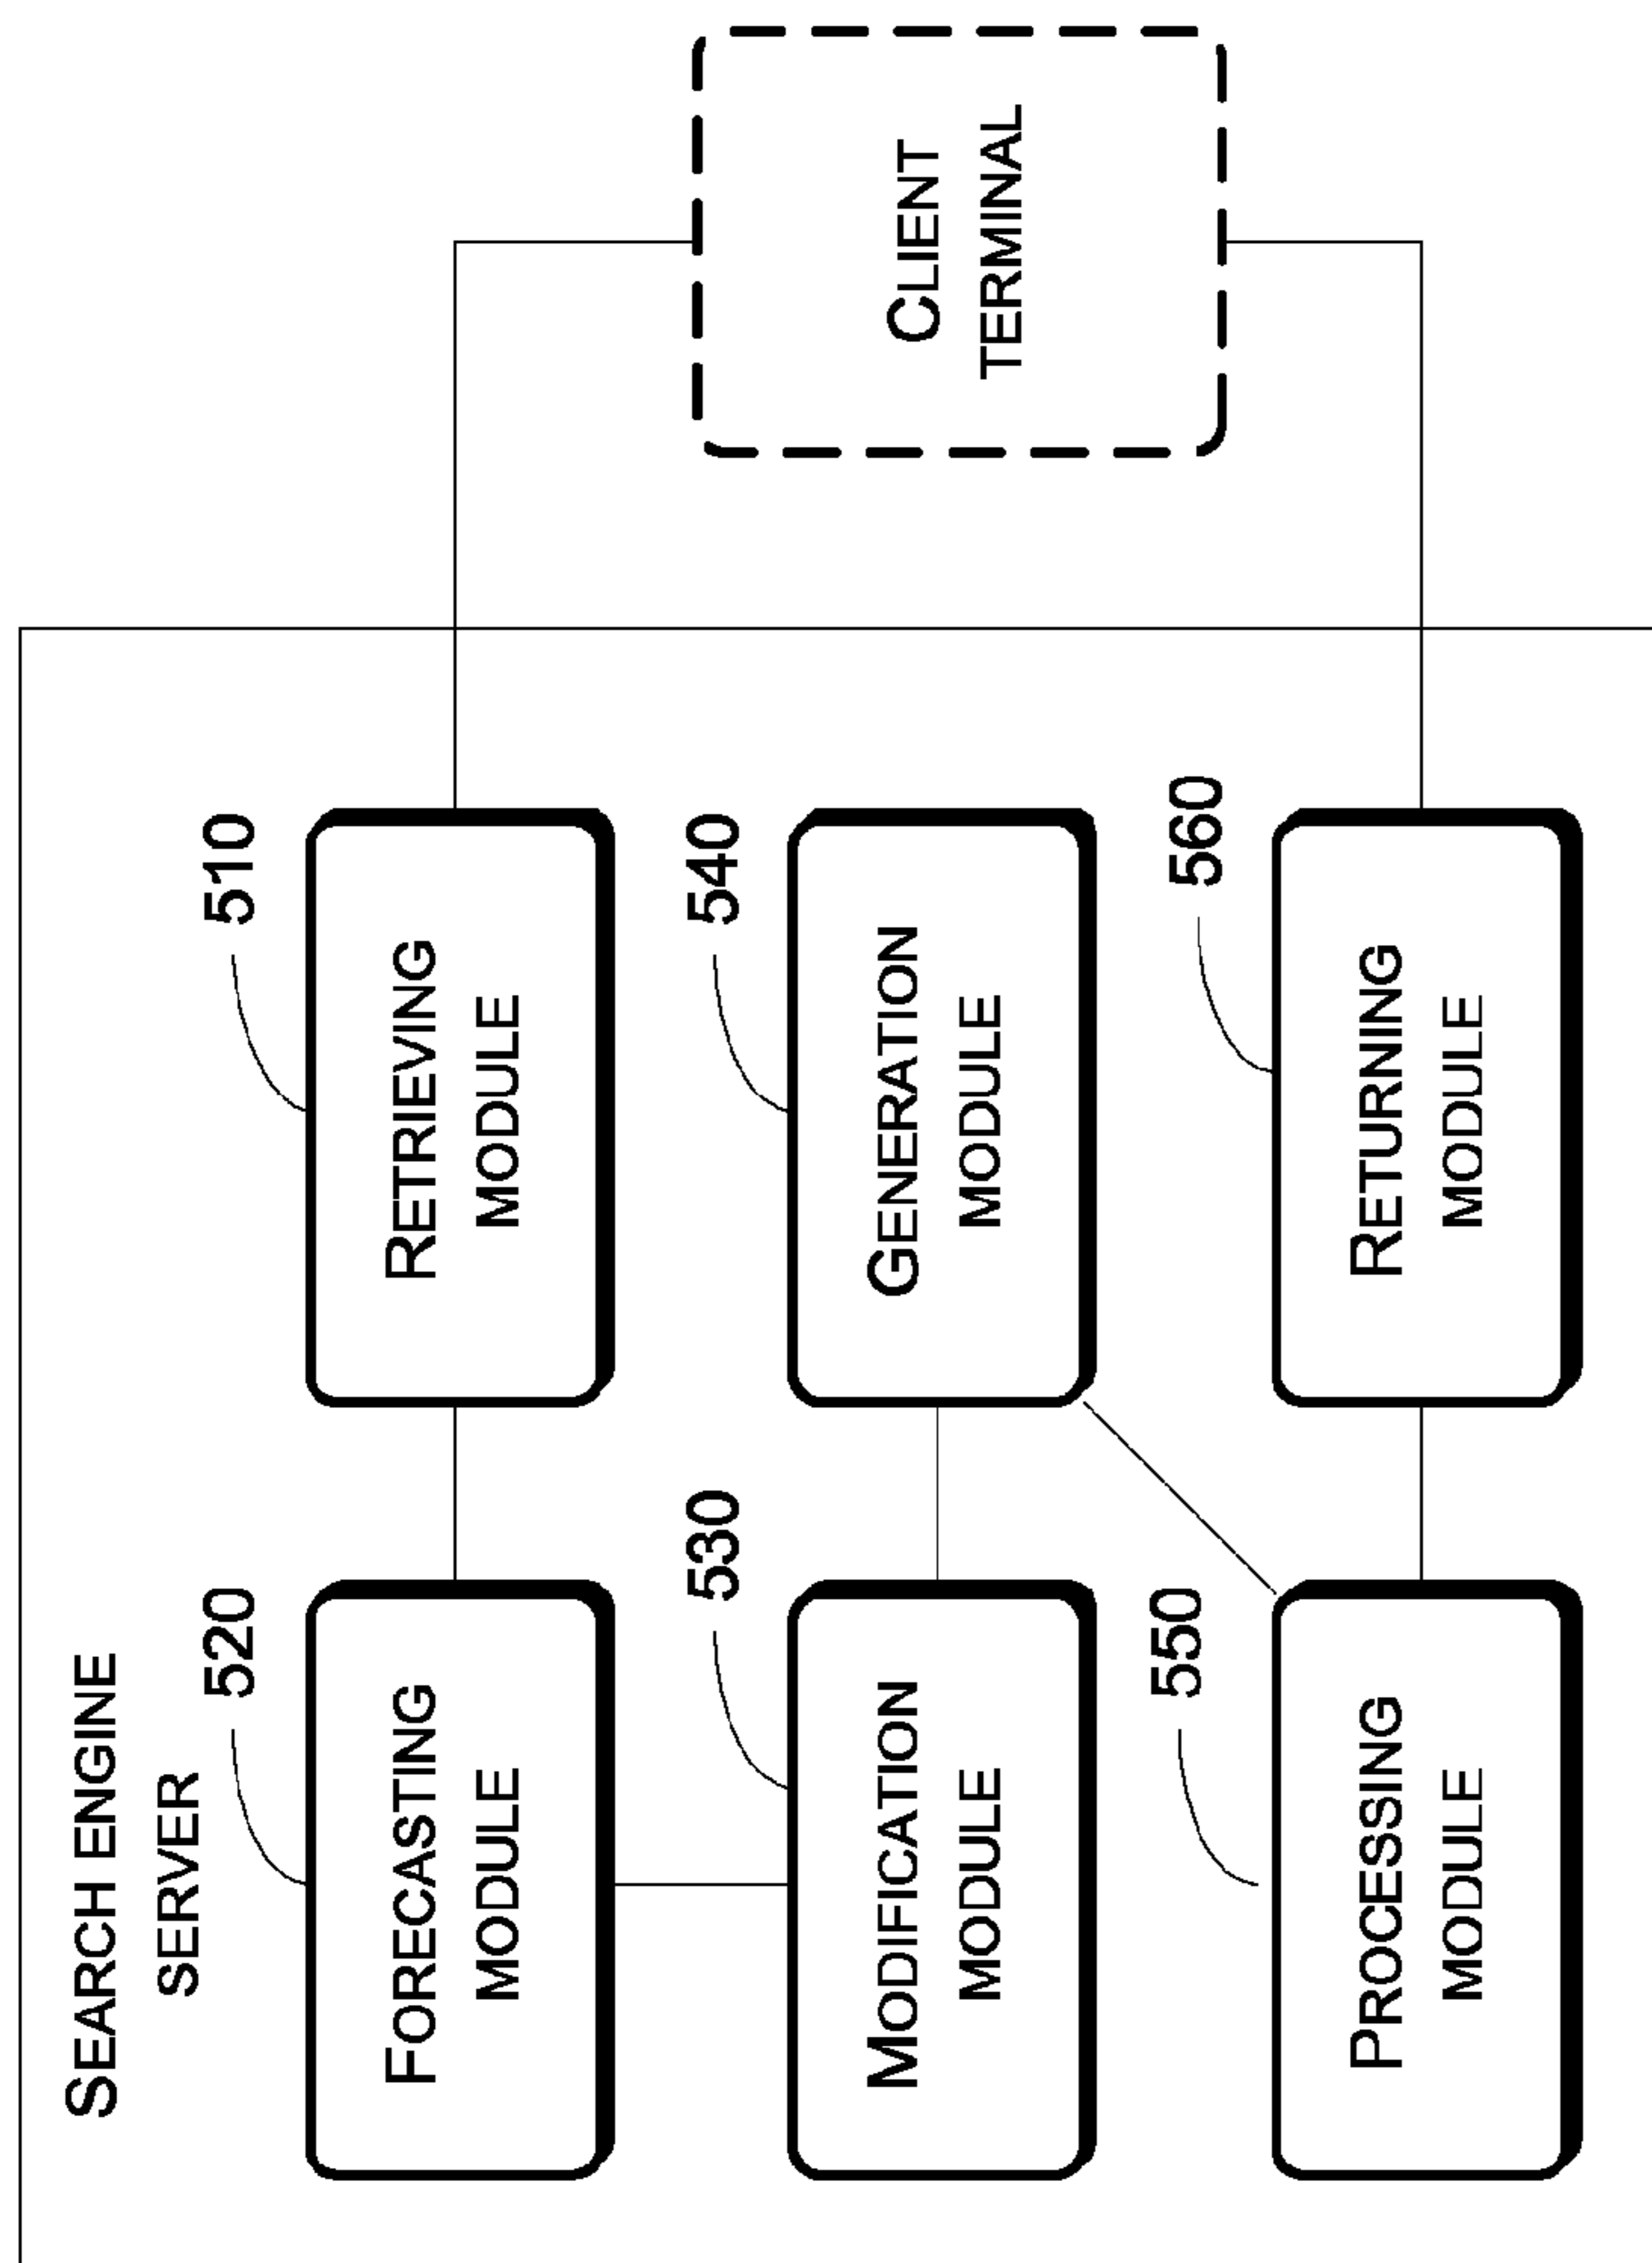 SEARCH ENGINE
SERVER
520
FORECASTING
MODULE
510
RETRIEVING
MODULE
530
MODIFICATION
MODULE
540
GENERATION
MODULE
CLIENT
TERMINAL
550
PROCESSING
MODULE
560
RETURNING
MODULE